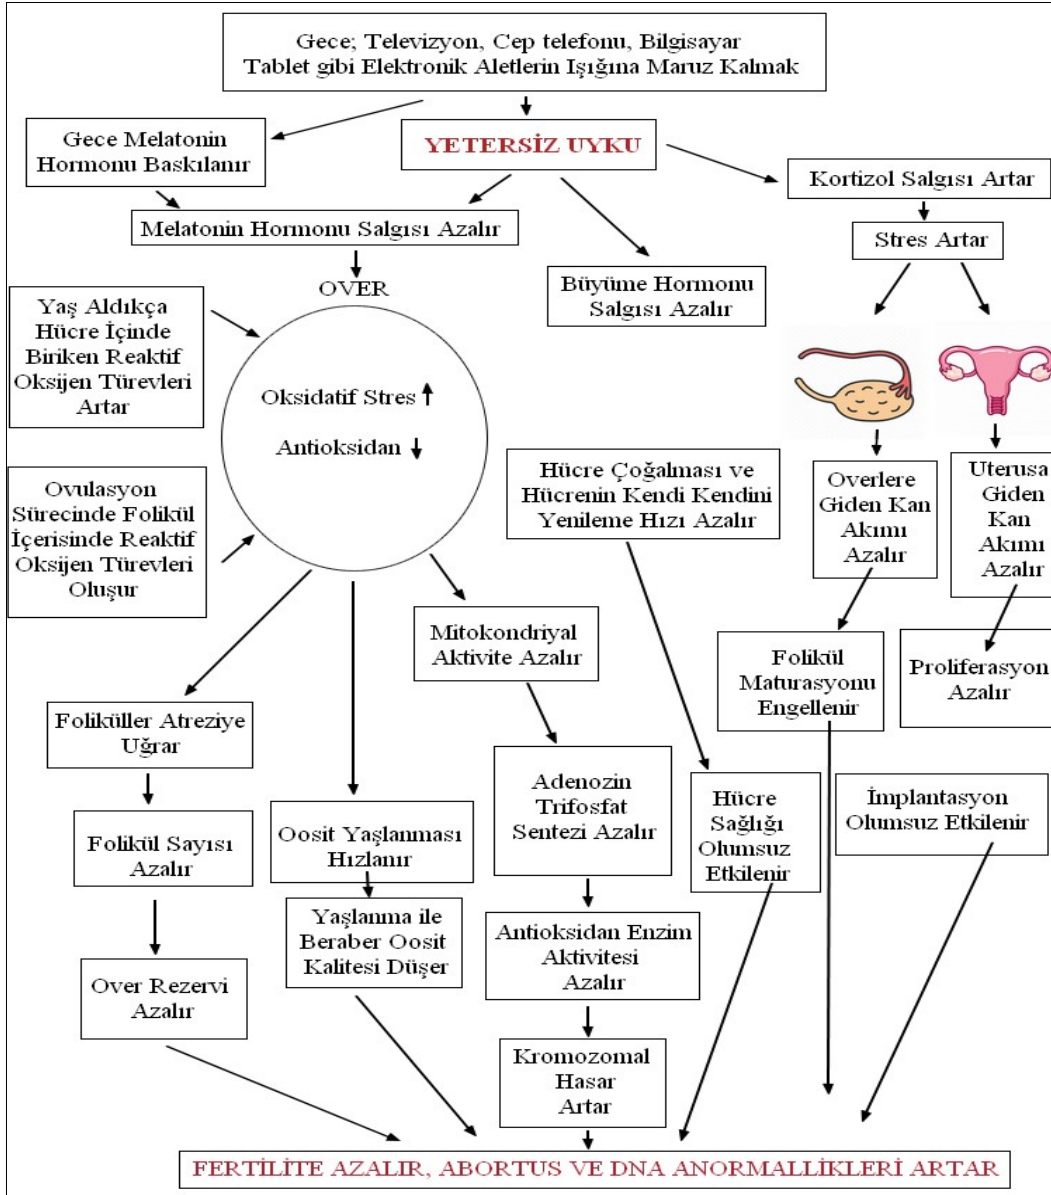 Gece; Televizyon, Cep telefonu, Bilgisayar
Tablet gibi Elektronik Aletlerin Işığına Maruz Kalmak
Gece Melatonin
Hormonu Baskılanır
YETERSİZ UYKU
Kortizol Salgısı Artar
Melatonin Hormonu Salgısı Azalır
Stres Artar
OVER
Büyüme Hormonu
Salgısı Azalır
Yaş Aldıkça
Hücre İçinde
Biriken Reaktif
Oksijen Türevleri
Artar
Oksidatif Stres
Antioksidan
Ovulasyon
Sürecinde Folikül
İçerisinde Reaktif
Oksijen Türevleri
Oluşur
Hücre Çoğalması ve
Hücrenin Kendi Kendini
Yenileme Hızı Azalır
Overlere
Giden Kan
Akımı
Azalır
Uterusa
Giden
Kan
Akımı
Azalır
Mitokondriyal
Aktivite Azalır
Folikül
Maturasyonu
Engellenir
Proliferasyon
Azalır
Foliküller Atreziye
Uğrar
Adenozin
Trifosfat
Sentezi Azalır
Hücre
Sağlığı
Olumsuz
Etkilenir
İmplantasyon
Olumsuz Etkilenir
Folikül Sayısı
Azalır
Oosit Yaşlanması
Hızlanır
Yaşlanma ile
Beraber Oosit
Kalitesi Düşer
Antioksidan Enzim
Aktivitesi
Azalır
Over Rezervi
Azalır
Kromozomal
Hasar
Artar
FERTİLİTE AZALIR, ABORTUS VE DNA ANORMALLİKLERİ ARTAR